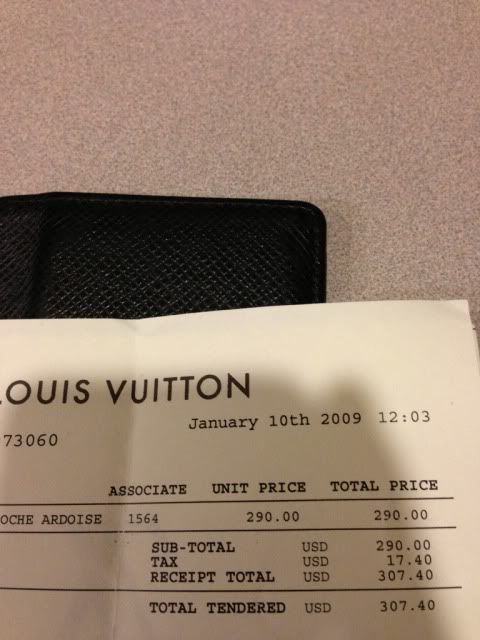 LOUIS VUITTON
January 10th 2009 12:03
73060
ASSOCIATE UNIT PRICE TOTAL PRICE
OCHE ARDOISE 1564 290.00 290.00
SUB-TOTAL USD 290.00
TAX USD 17.40
RECEIPT TOTAL USD 307.40
TOTAL TENDERED USD 307.40